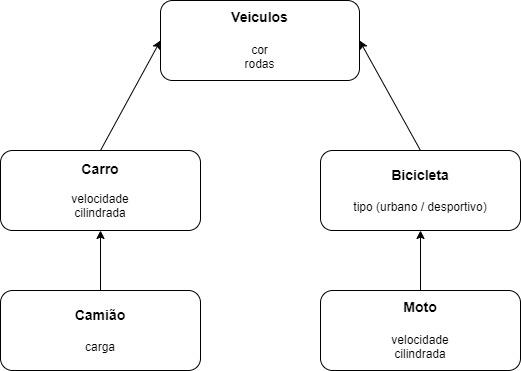 Veiculos
cor
rodas
Carro
velocidade
cilindrada
Bicicleta
tipo (urbano / desportivo)
Camião
carga
Moto
velocidade
cilindrada